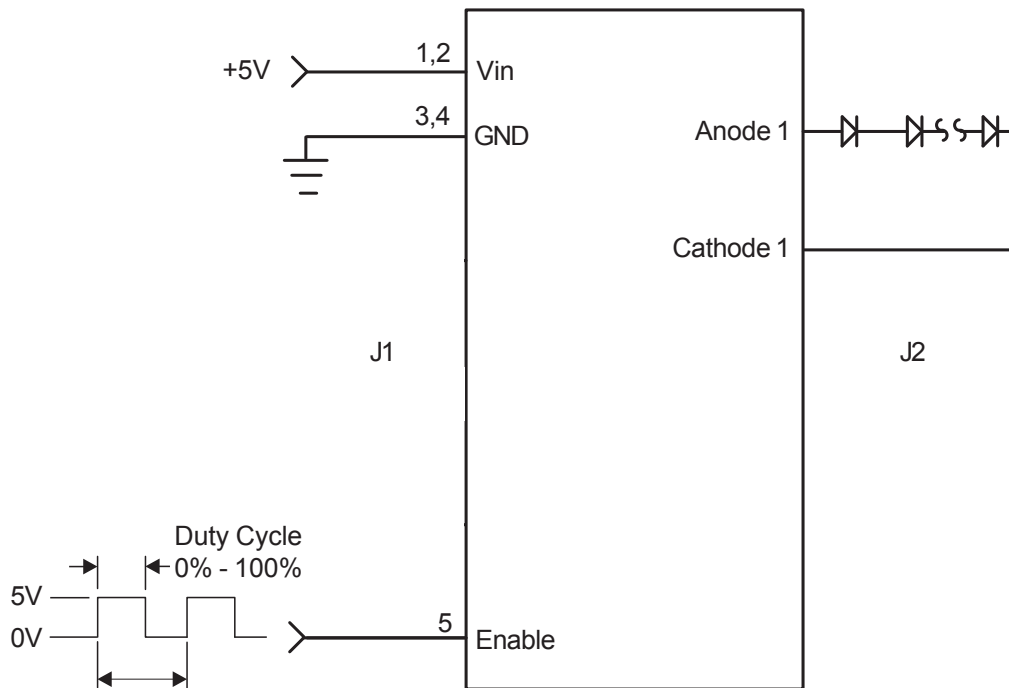 1,2
+5V
Vin
3,4
GND
Anode 1
Cathode 1
J1
J2
Duty Cycle
0% - 100%
5V
0V
5
Enable